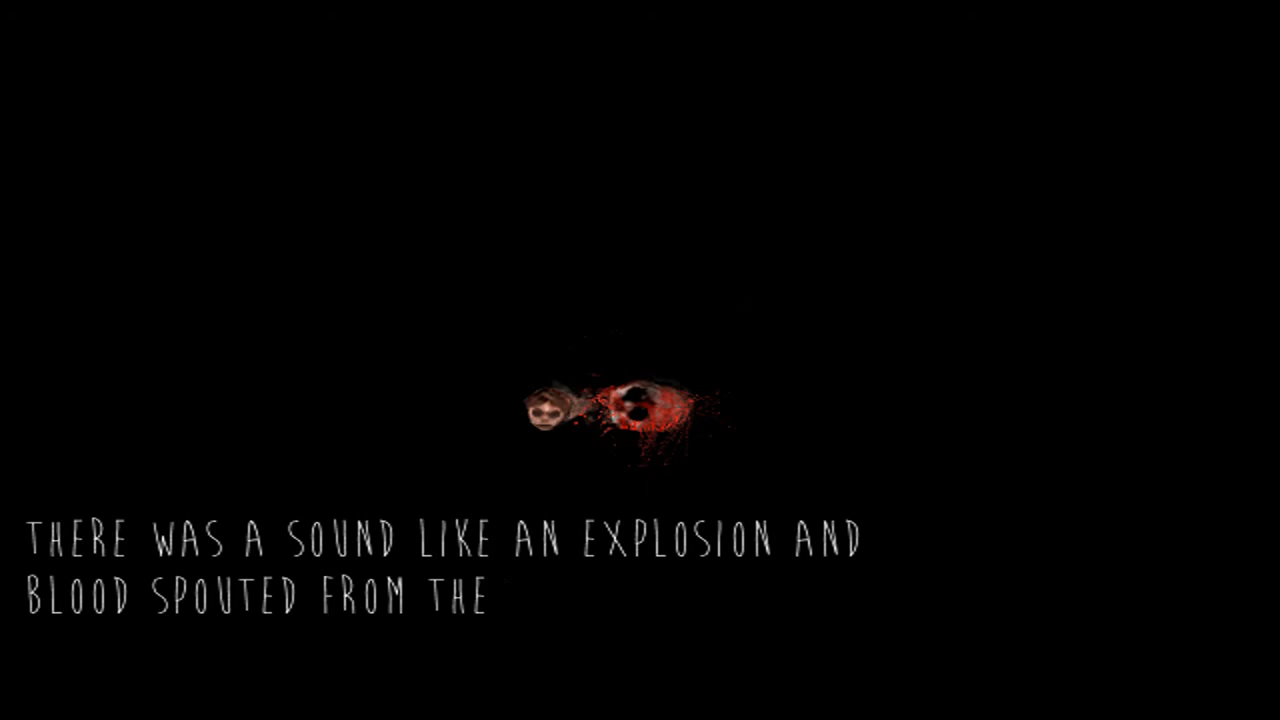 THERE WAS A SOUND LIKE AN EXPLOSION AND
BLOOD SPOUTED FROM THE